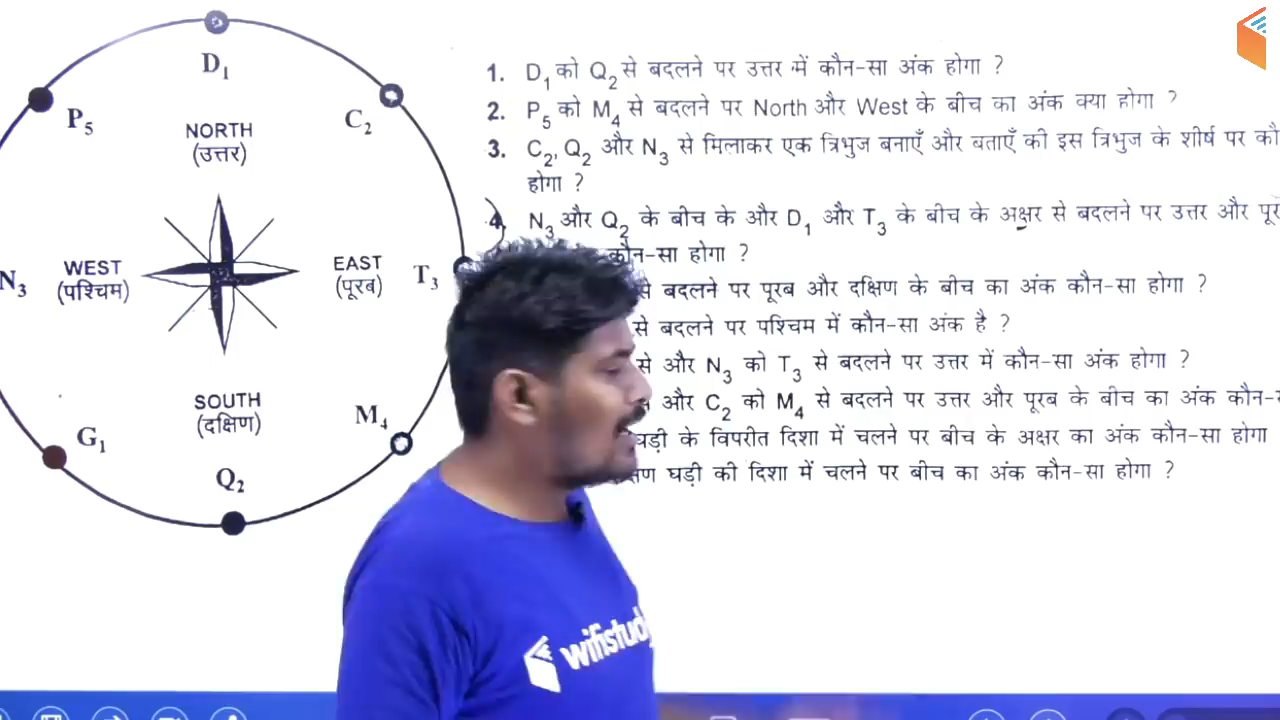 D1
C2
P5
NORTH
(उत्तर)
N3
WEST
(पश्चिम)
EAST
(पूरब)
T3
SOUTH
(दक्षिण)
M4
G1
Q2
1. D1 को Q2 से बदलने पर उत्तर में कौन-सा अंक होगा ?
2. P5 को M4 से बदलने पर North और West के बीच का अंक क्या होगा ?
3. C2, Q2 और N3 से मिलाकर एक त्रिभुज बनाएँ और बताएँ की इस त्रिभुज के शीर्ष पर
होगा ?
4. N3 और Q2 के बीच के और D1 और T3 के बीच के अक्षर से बदलने पर उत्तर और
कौन-सा होगा ?
से बदलने पर पूरब और दक्षिण के बीच का अंक कौन-सा होगा ?
से बदलने पर पश्चिम में कौन-सा अंक है ?
से और N3 को T3 से बदलने पर उत्तर में कौन-सा अंक होगा ?
और C2 को M4 से बदलने पर उत्तर और पूरब के बीच का अंक
घड़ी के विपरीत दिशा में चलने पर बीच के अक्षर का अंक कौन-सा होगा
घड़ी की दिशा में चलने पर बीच का अंक कौन-सा होगा ?
wifistudy